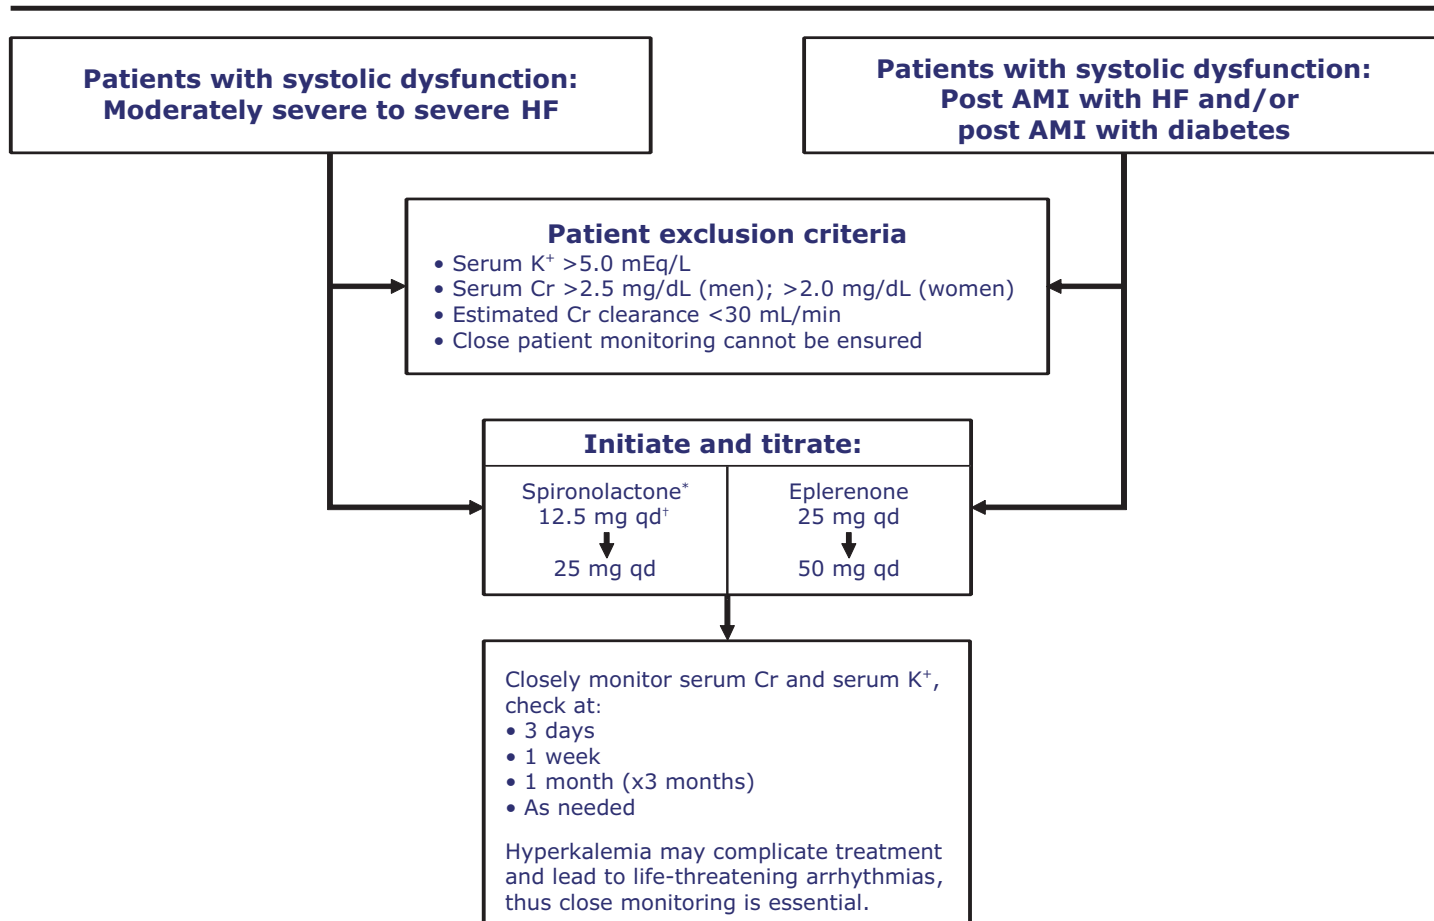 Patients with systolic dysfunction:
Moderately severe to severe HF
Patients with systolic dysfunction:
Post AMI with HF and/or
post AMI with diabetes
Patient exclusion criteria
• Serum K⁺ >5.0 mEq/L
• Serum Cr >2.5 mg/dL (men); >2.0 mg/dL (women)
• Estimated Cr clearance <30 mL/min
• Close patient monitoring cannot be ensured
Initiate and titrate:
Spironolactone*
12.5 mg qd†
25 mg qd
Eplerenone
25 mg qd
50 mg qd
Closely monitor serum Cr and serum K⁺,
check at:
• 3 days
• 1 week
• 1 month (x3 months)
• As needed
Hyperkalemia may complicate treatment
and lead to life-threatening arrhythmias,
thus close monitoring is essential.